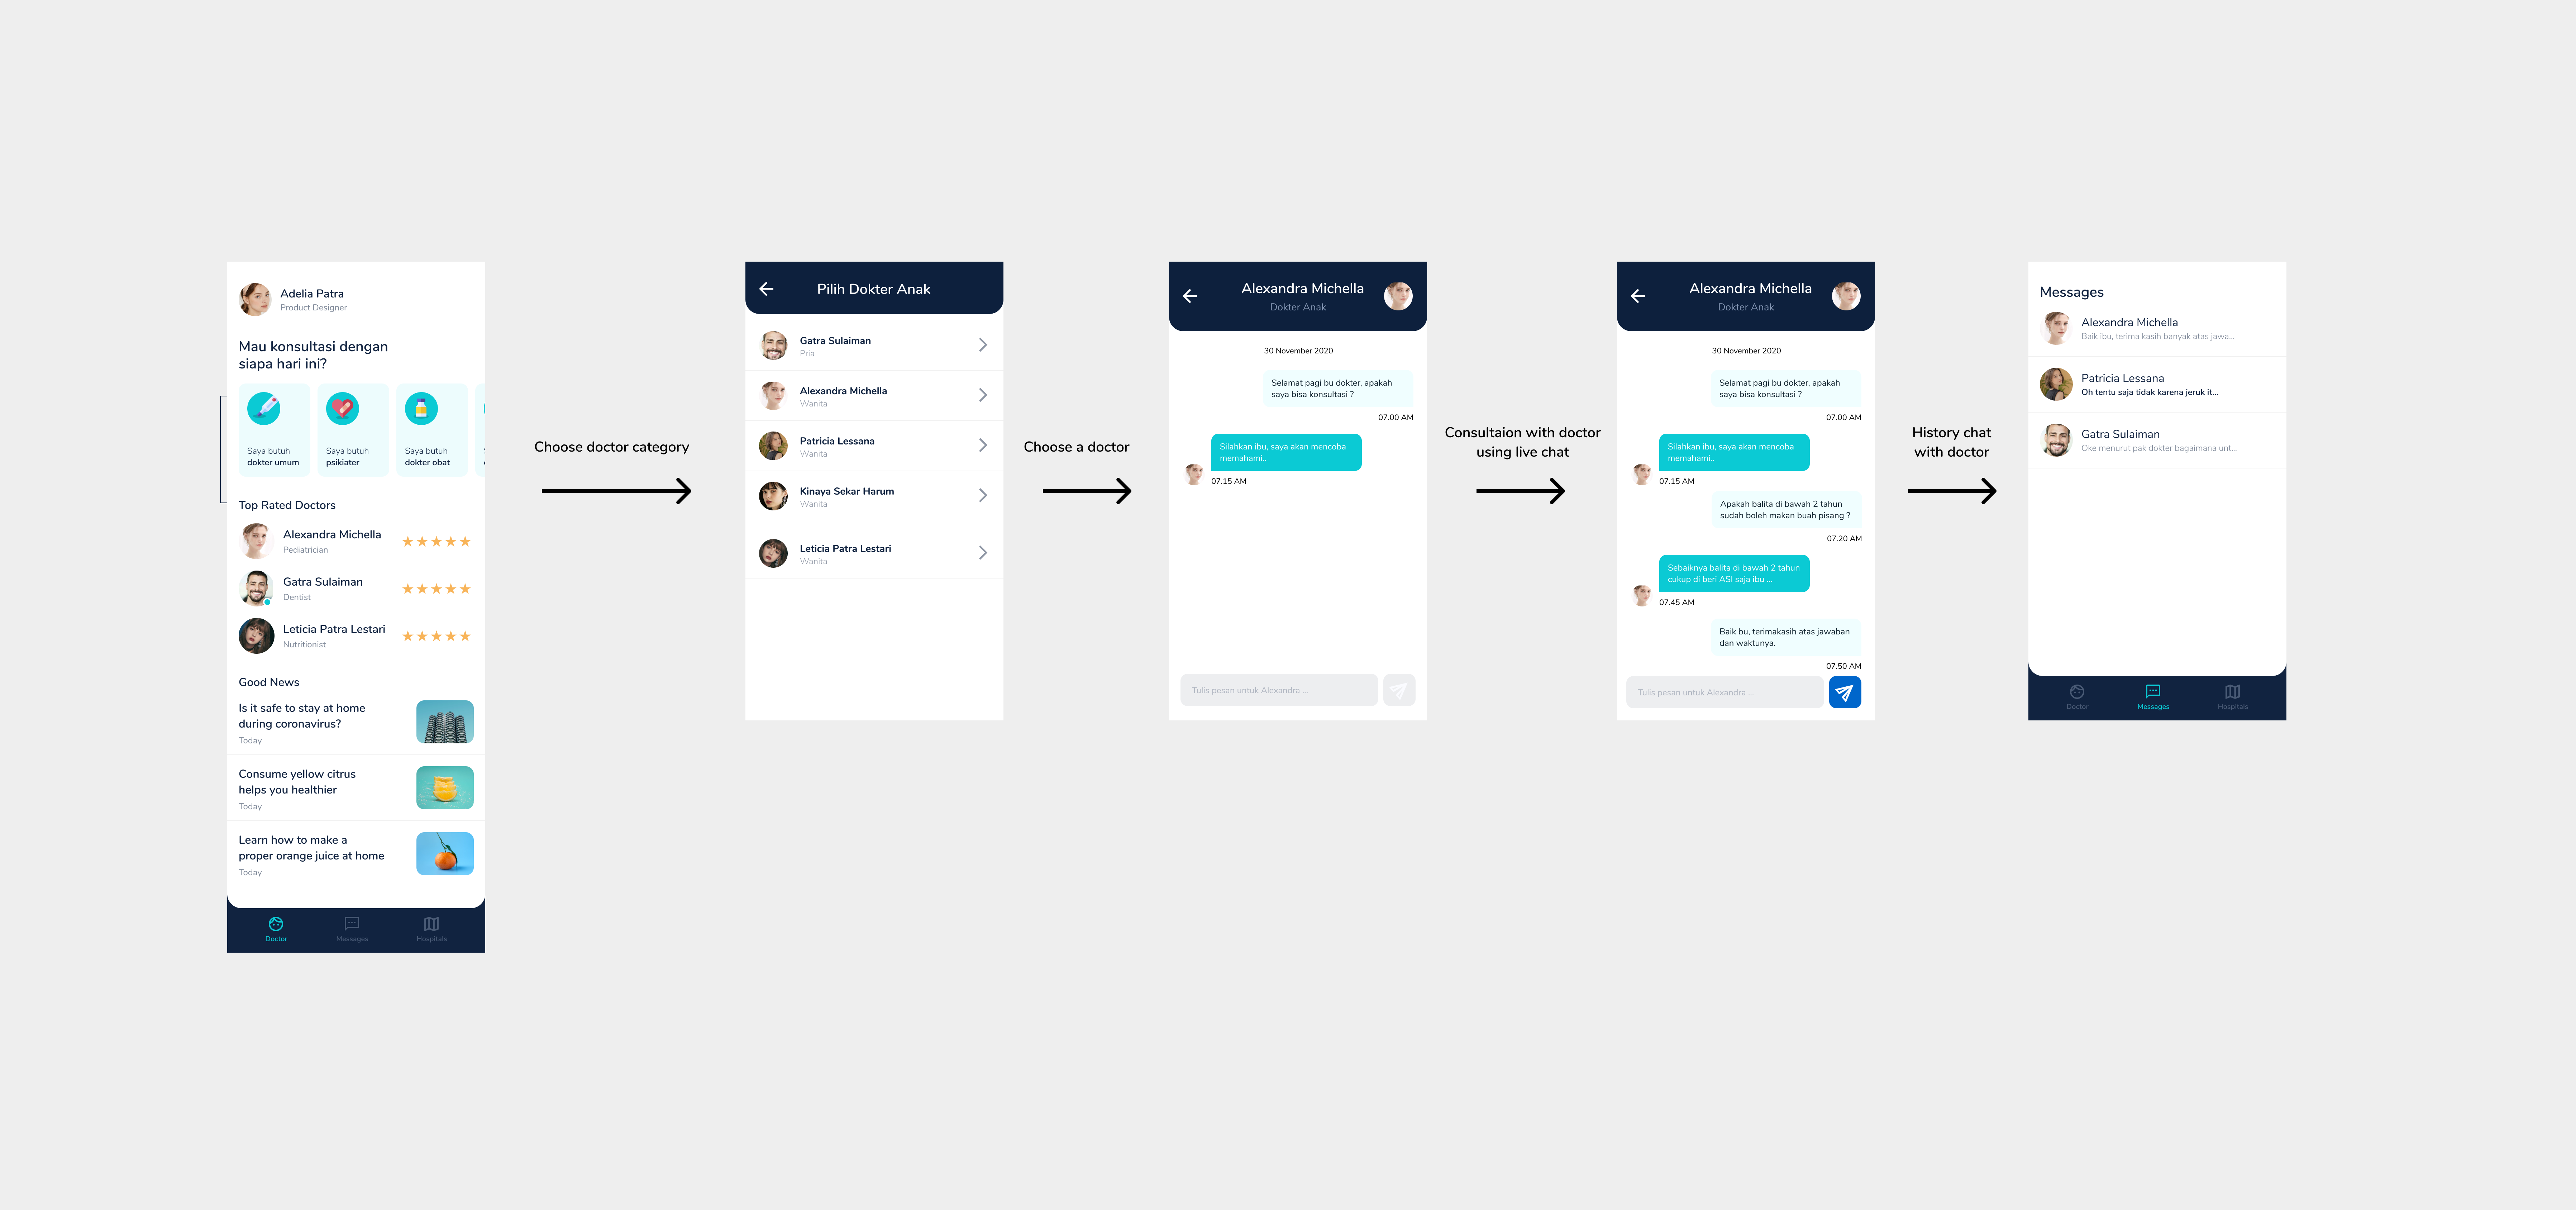 Adelia Patra
Product Designer
Mau konsultasi dengan
siapa hari ini?
Saya butuh
dokter umum
Saya butuh
psikiater
Saya butuh
dokter obat
Top Rated Doctors
Alexandra Michella
Pediatrician
Gatra Sulaiman
Dentist
Leticia Patra Lestari
Nutritionist
Good News
Is it safe to stay at home
during coronavirus?
Today
Consume yellow citrus
helps you healthier
Today
Learn how to make a
proper orange juice at home
Today
Doctor
Messages
Hospitals
Choose doctor category
Pilih Dokter Anak
Gatra Sulaiman
Pria
Alexandra Michella
Wanita
Patricia Lessana
Wanita
Kinaya Sekar Harum
Wanita
Leticia Patra Lestari
Wanita
Choose a doctor
Alexandra Michella
Dokter Anak
30 November 2020
Selamat pagi bu dokter, apakah
saya bisa konsultasi ?
07.00 AM
Silahkan ibu, saya akan mencoba
memahami..
07.15 AM
Tulis pesan untuk Alexandra ...
Consultaion with doctor
using live chat
Alexandra Michella
Dokter Anak
30 November 2020
Selamat pagi bu dokter, apakah
saya bisa konsultasi ?
07.00 AM
Silahkan ibu, saya akan mencoba
memahami..
07.15 AM
Apakah balita di bawah 2 tahun
sudah boleh makan buah pisang ?
07.20 AM
Sebaiknya balita di bawah 2 tahun
cukup di beri ASI saja ibu ...
07.45 AM
Baik bu, terimakasih atas jawaban
dan waktunya.
07.50 AM
Tulis pesan untuk Alexandra ...
History chat
with doctor
Messages
Alexandra Michella
Baik ibu, terima kasih banyak atas jawa...
Patricia Lessana
Oh tentu saja tidak karena jeruk it...
Gatra Sulaiman
Oke menurut pak dokter bagaimana unt...
Doctor
Messages
Hospitals